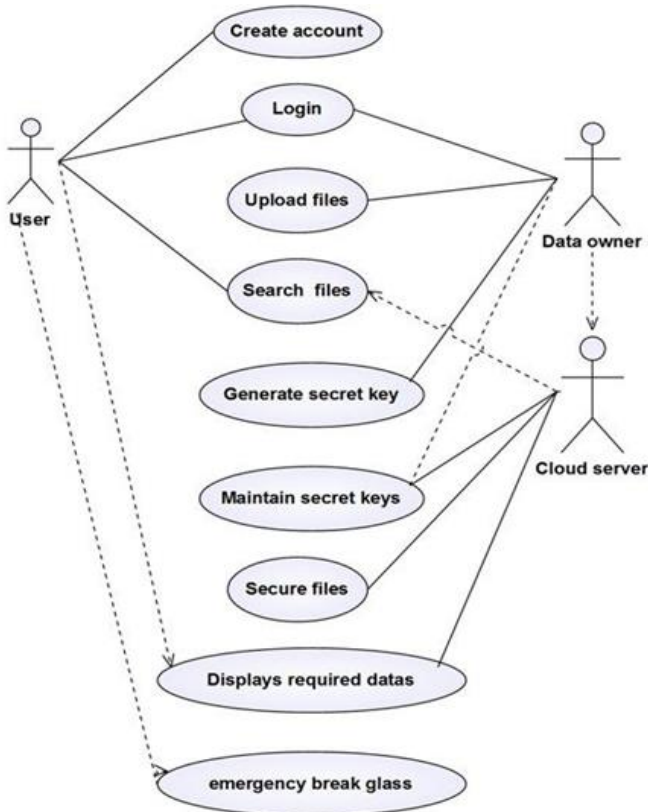 Create account
Login
User
Upload files
Data owner
Search files
Generate secret key
Cloud server
Maintain secret keys
Secure files
Displays required datas
emergency break glass